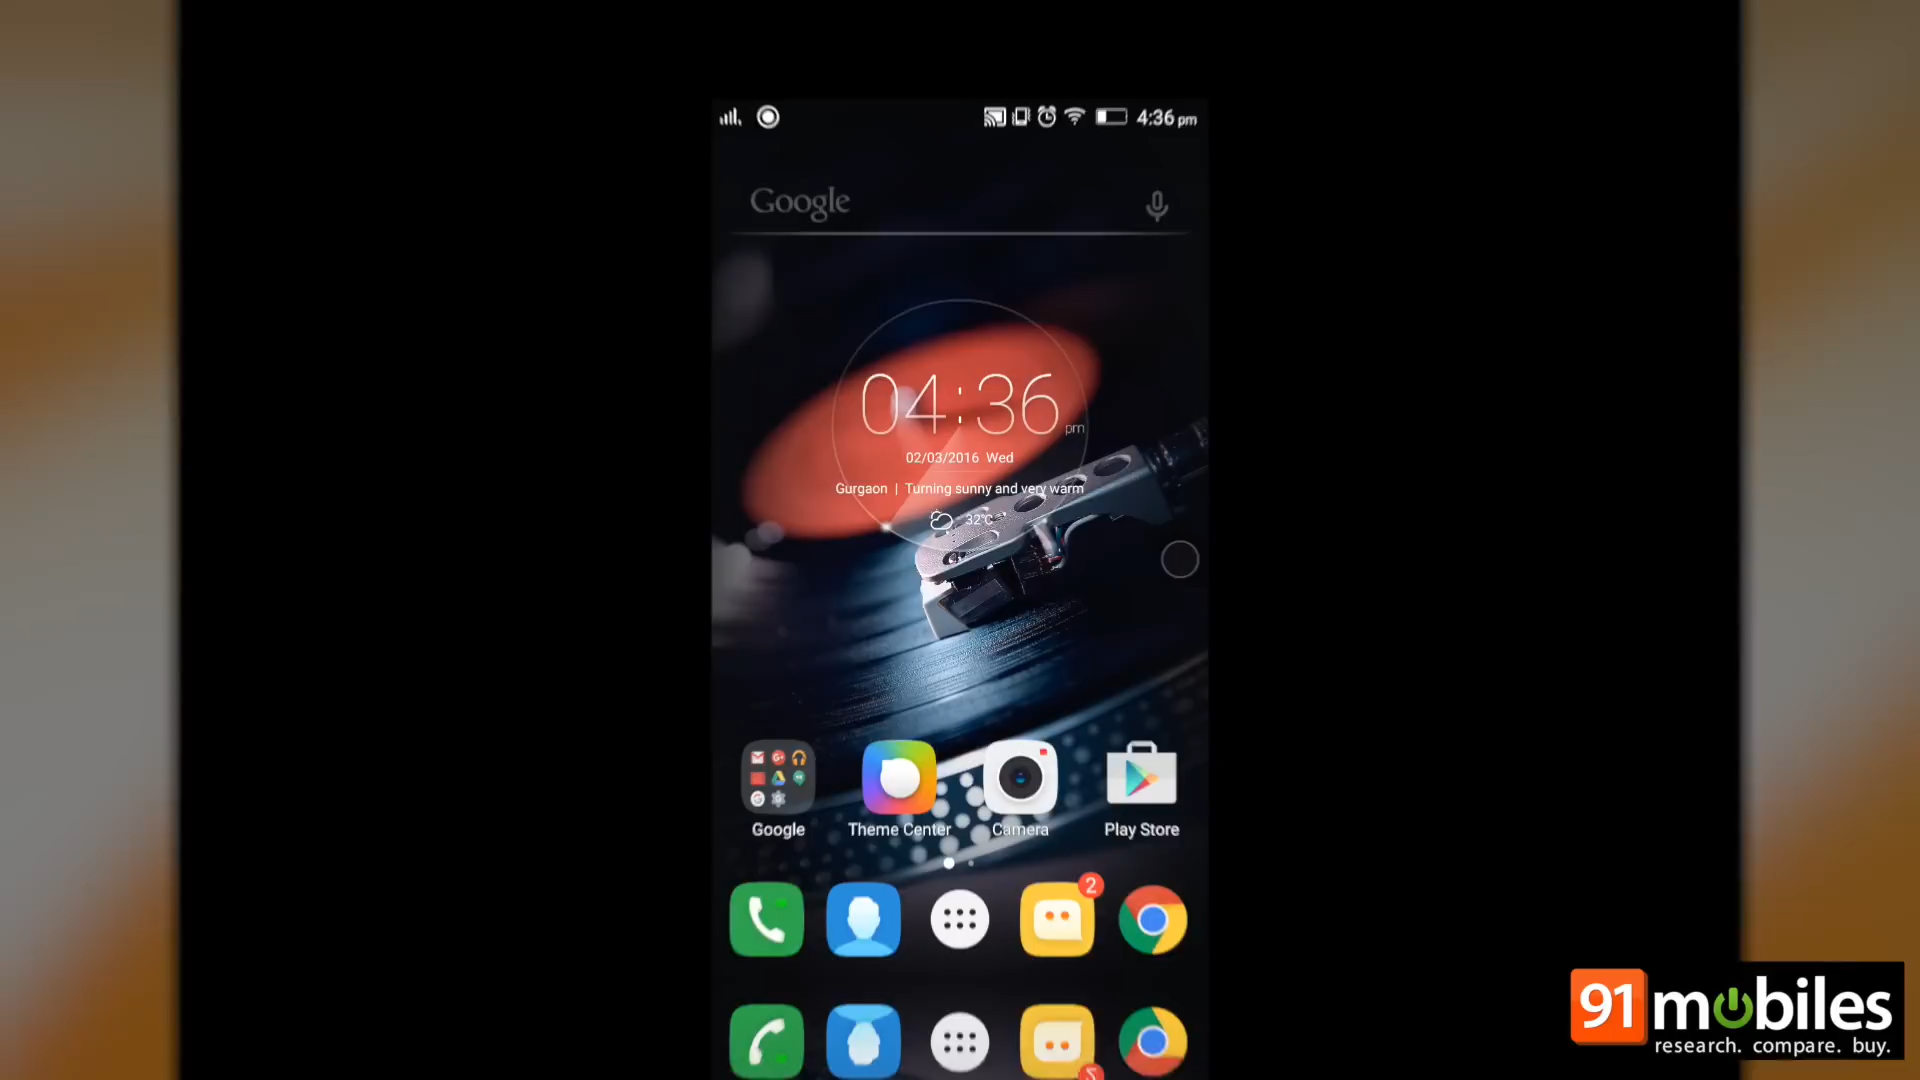 4:36 pm
Google
04:36 pm
02/03/2016 Wed
Gurgaon | Turning sunny and very warm
32°C
Google
Theme Center
Camera
Play Store
2
91mobiles
research. compare. buy.